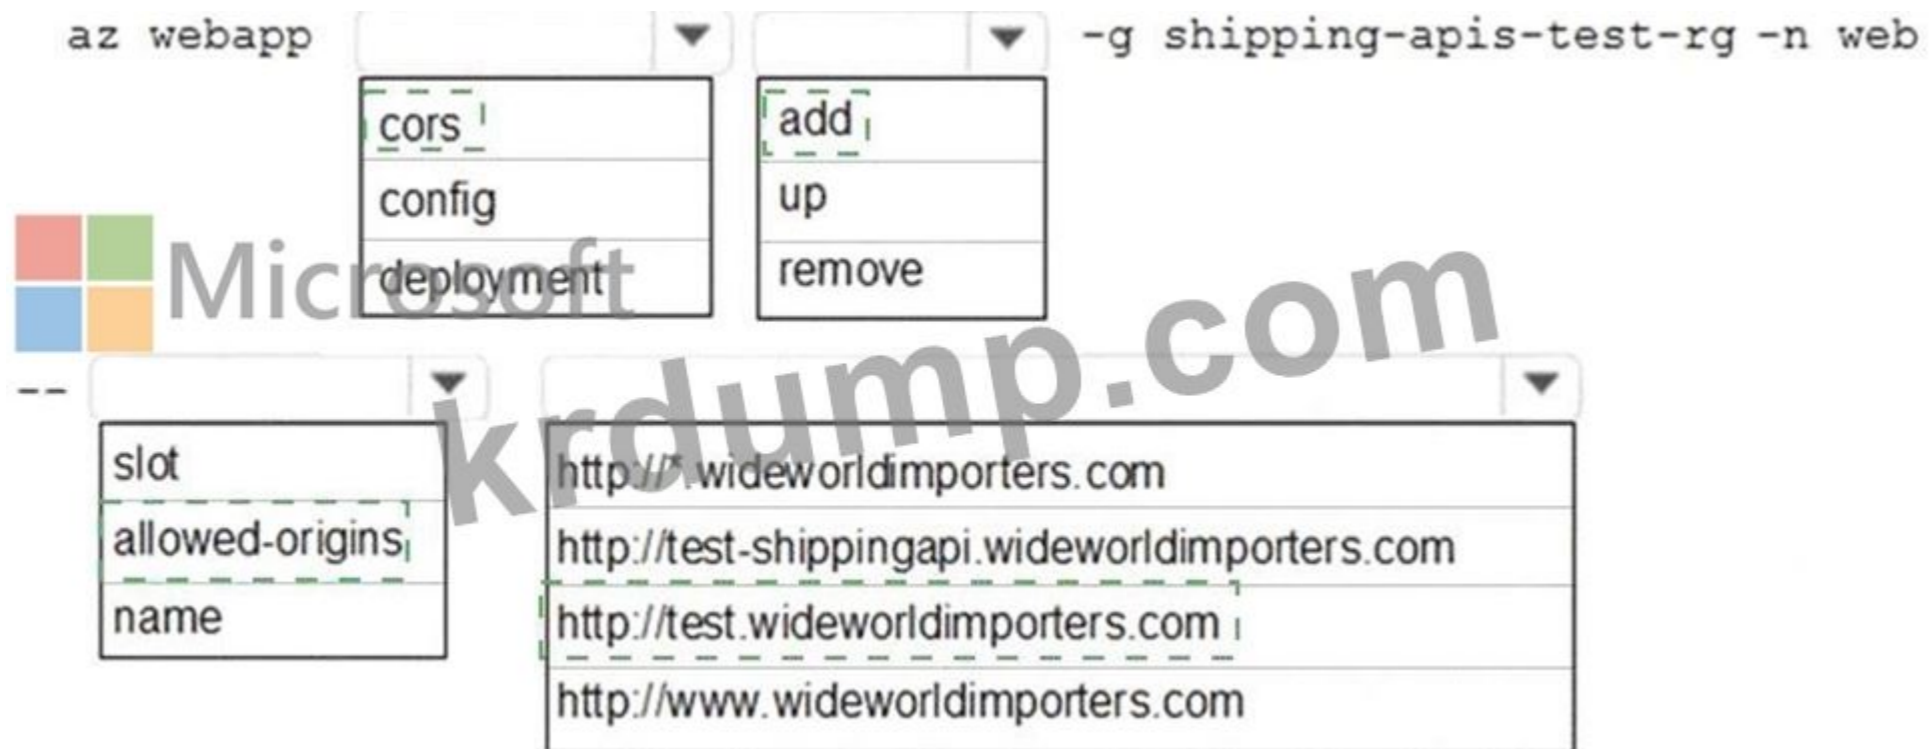 az webapp -g shipping-apis-test-rg -n web
cors
config
deployment
add
up
remove
Microsoft
krdump.com
--
slot
allowed-origins
name
http://*.wideworldimporters.com
http://test-shippingapi.wideworldimporters.com
http://test.wideworldimporters.com
http://www.wideworldimporters.com